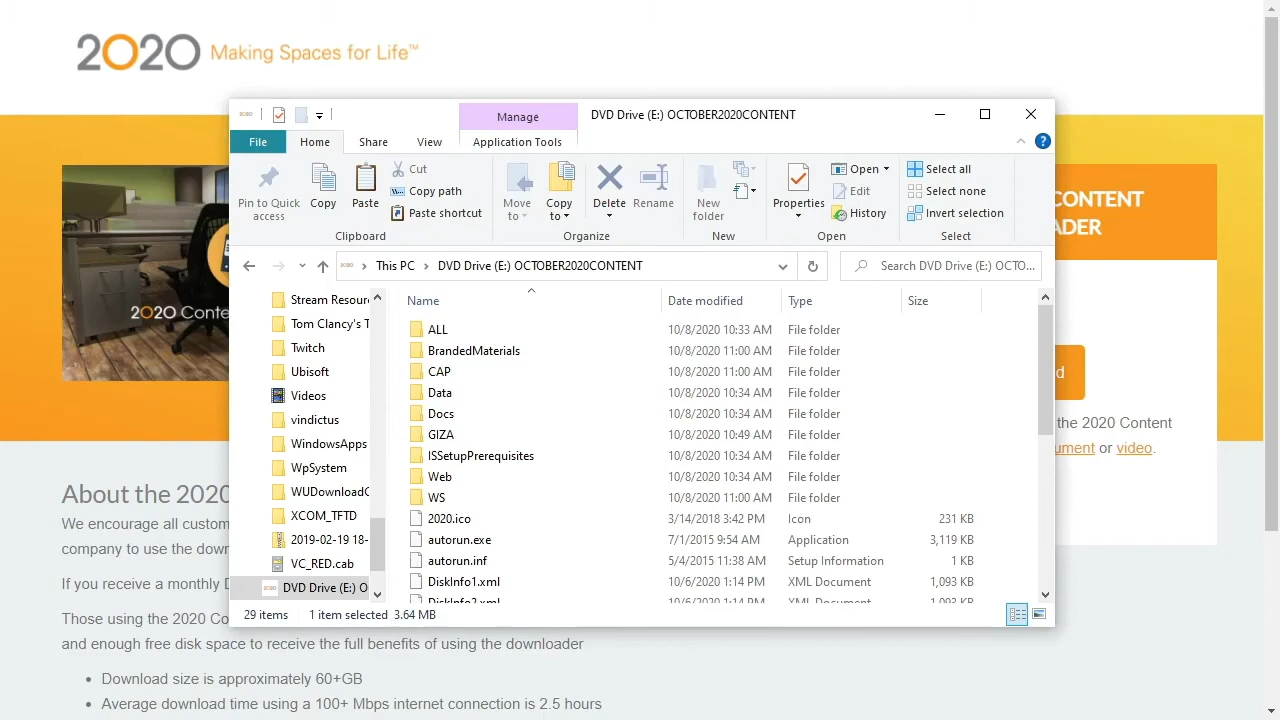 2020 Making Spaces for Life™
Manage
DVD Drive (E:) OCTOBER2020CONTENT
File
Home
Share
View
Application Tools
Pin to Quick access
Copy
Paste
Cut
Copy path
Paste shortcut
Move to
Copy to
Delete
Rename
New folder
Properties
Open
Edit
History
Select all
Select none
Invert selection
Clipboard
Organize
New
Open
Select
This PC
DVD Drive (E:) OCTOBER2020CONTENT
Search DVD Drive (E:) OCTO...
Stream Resour
Tom Clancy's T
Twitch
Ubisoft
Videos
vindictus
WindowsApps
WpSystem
WUDownloadC
XCOM_TFTD
2019-02-19 18-
VC_RED.cab
DVD Drive (E:) O
Name Date modified Type Size
ALL 10/8/2020 10:33 AM File folder
BrandedMaterials 10/8/2020 11:00 AM File folder
CAP 10/8/2020 11:00 AM File folder
Data 10/8/2020 10:34 AM File folder
Docs 10/8/2020 10:34 AM File folder
GIZA 10/8/2020 10:49 AM File folder
ISSetupPrerequisites 10/8/2020 10:34 AM File folder
Web 10/8/2020 10:34 AM File folder
WS 10/8/2020 11:00 AM File folder
2020.ico 3/14/2018 3:42 PM Icon 231 KB
autorun.exe 7/1/2015 9:54 AM Application 3,119 KB
autorun.inf 5/4/2015 11:38 AM Setup Information 1 KB
DiskInfo1.xml 10/6/2020 1:14 PM XML Document 1,093 KB
DiskInfo2.xml 10/6/2020 1:14 PM XML Document 1,093 KB
29 items 1 item selected 3.64 MB
2020 Conte
CONTENT
ADER
d
the 2020 Content
ument or video.
About the 2020
We encourage all custom
company to use the dow
If you receive a monthly D
Those using the 2020 Co
and enough free disk space to receive the full benefits of using the downloader
• Download size is approximately 60+GB
• Average download time using a 100+ Mbps internet connection is 2.5 hours